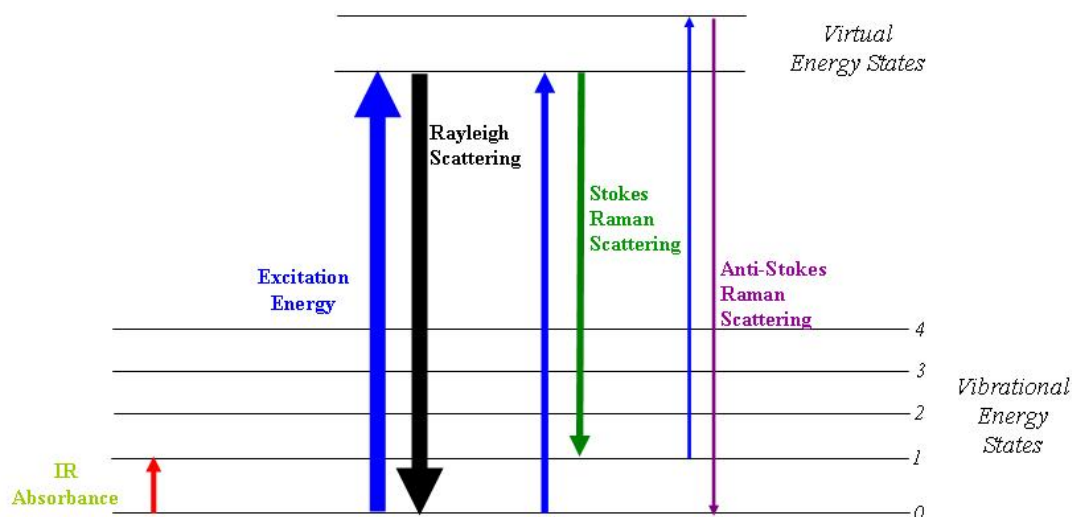 Virtual
Energy States
Rayleigh
Scattering
Stokes
Raman
Scattering
Excitation
Energy
Anti-Stokes
Raman
Scattering
4
3
2
1
0
Vibrational
Energy
States
IR
Absorbance